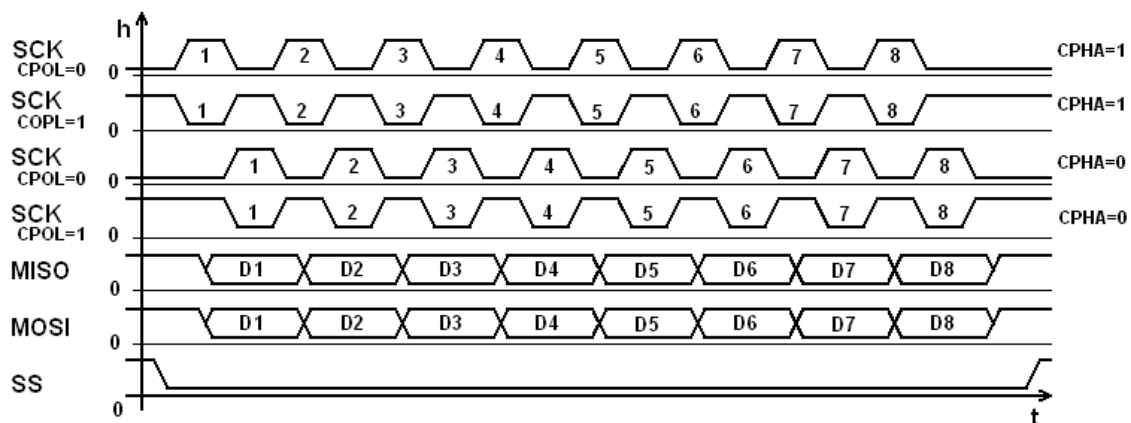 h
SCK 1 2 3 4 5 6 7 8 CPHA=1
CPOL=0 0
SCK 1 2 3 4 5 6 7 8 CPHA=1
COPL=1 0
SCK 1 2 3 4 5 6 7 8 CPHA=0
CPOL=0 0
SCK 1 2 3 4 5 6 7 8 CPHA=0
CPOL=1 0
MISO D1 D2 D3 D4 D5 D6 D7 D8
0
MOSI D1 D2 D3 D4 D5 D6 D7 D8
0
SS
0 t